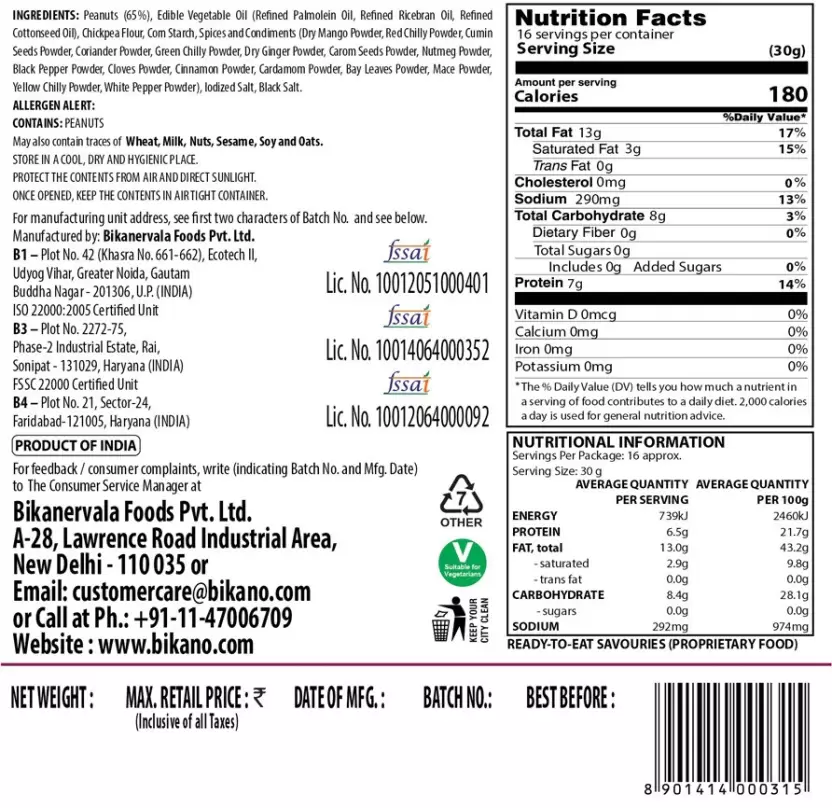 INGREDIENTS: Peanuts (65%), Edible Vegetable Oil (Refined Palmolein Oil, Refined Ricebran Oil, Refined
Cottonseed Oil), Chickpea Flour, Corn Starch, Spices and Condiments (Dry Mango Powder, Red Chilly Powder, Cumin
Seeds Powder, Coriander Powder, Green Chilly Powder, Dry Ginger Powder, Carom Seeds Powder, Nutmeg Powder,
Black Pepper Powder, Cloves Powder, Cinnamon Powder, Cardamom Powder, Bay Leaves Powder, Mace Powder,
Yellow Chilly Powder, White Pepper Powder), Iodized Salt, Black Salt.
ALLERGEN ALERT:
CONTAINS: PEANUTS
May also contain traces of Wheat, Milk, Nuts, Sesame, Soy and Oats.
STORE IN A COOL, DRY AND HYGIENIC PLACE.
PROTECT THE CONTENTS FROM AIR AND DIRECT SUNLIGHT.
ONCE OPENED, KEEP THE CONTENTS IN AIRTIGHT CONTAINER.
For manufacturing unit address, see first two characters of Batch No. and see below.
Manufactured by: Bikanervala Foods Pvt. Ltd.
B1 – Plot No. 42 (Khasra No. 661-662), Ecotech II,
Udyog Vihar, Greater Noida, Gautam
Buddha Nagar - 201306, U.P. (INDIA)
ISO 22000:2005 Certified Unit
fssai
Lic. No. 10012051000401
B3 – Plot No. 2272-75,
Phase-2 Industrial Estate, Rai,
Sonipat - 131029, Haryana (INDIA)
FSSC 22000 Certified Unit
fssai
Lic. No. 10014064000352
B4 – Plot No. 21, Sector-24,
Faridabad-121005, Haryana (INDIA)
fssai
Lic. No. 10012064000092
PRODUCT OF INDIA
For feedback / consumer complaints, write (indicating Batch No. and Mfg. Date)
to The Consumer Service Manager at
Bikanervala Foods Pvt. Ltd.
A-28, Lawrence Road Industrial Area,
New Delhi - 110 035 or
Email: customercare@bikano.com
or Call at Ph.: +91-11-47006709
Website : www.bikano.com
7
OTHER
V
Suitable for
Vegetarians
KEEP YOUR
CITY CLEAN
Nutrition Facts
16 servings per container
Serving Size (30g)
Amount per serving
Calories 180
%Daily Value*
Total Fat 13g 17%
Saturated Fat 3g 15%
Trans Fat 0g
Cholesterol 0mg 0%
Sodium 290mg 13%
Total Carbohydrate 8g 3%
Dietary Fiber 0g 0%
Total Sugars 0g
Includes 0g Added Sugars 0%
Protein 7g 14%
Vitamin D 0mcg 0%
Calcium 0mg 0%
Iron 0mg 0%
Potassium 0mg 0%
*The % Daily Value (DV) tells you how much a nutrient in
a serving of food contributes to a daily diet. 2,000 calories
a day is used for general nutrition advice.
NUTRITIONAL INFORMATION
Servings Per Package: 16 approx.
Serving Size: 30 g
AVERAGE QUANTITY AVERAGE QUANTITY
PER SERVING PER 100g
ENERGY 739kJ 2460kJ
PROTEIN 6.5g 21.7g
FAT, total 13.0g 43.2g
- saturated 2.9g 9.8g
- trans fat 0.0g 0.0g
CARBOHYDRATE 8.4g 28.1g
- sugars 0.0g 0.0g
SODIUM 292mg 974mg
READY-TO-EAT SAVOURIES (PROPRIETARY FOOD)
NET WEIGHT : MAX. RETAIL PRICE : ₹ DATE OF MFG. : BATCH NO.: BEST BEFORE :
(Inclusive of all Taxes)
8 901414 000315